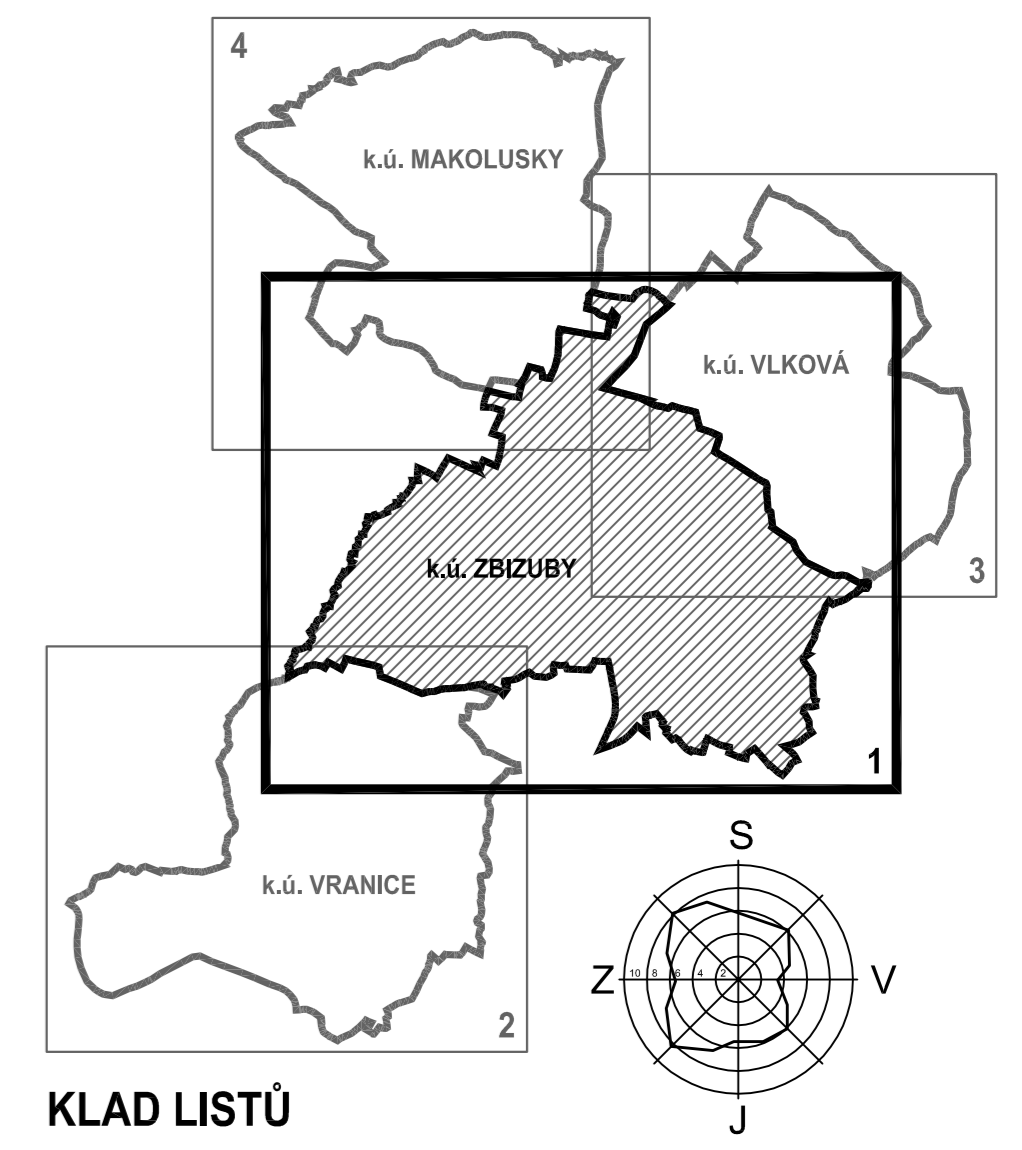 4
k.ú. MAKOLUSKY
k.ú. VLKOVÁ
k.ú. ZBIZUBY
3
1
k.ú. VRANICE
2
S
Z 10 8 6 4 2 V
J
KLAD LISTŮ